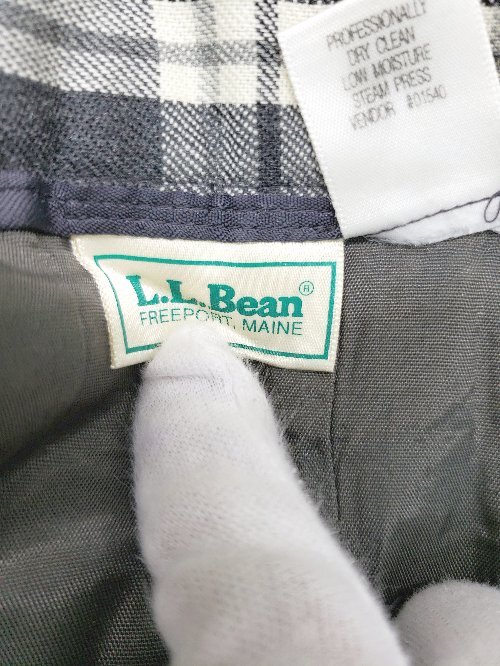 PROFESSIONALLY
DRY CLEAN
LOW MOISTURE
STEAM PRESS
VENDOR #01540
L.L.Bean®
FREEPORT, MAINE